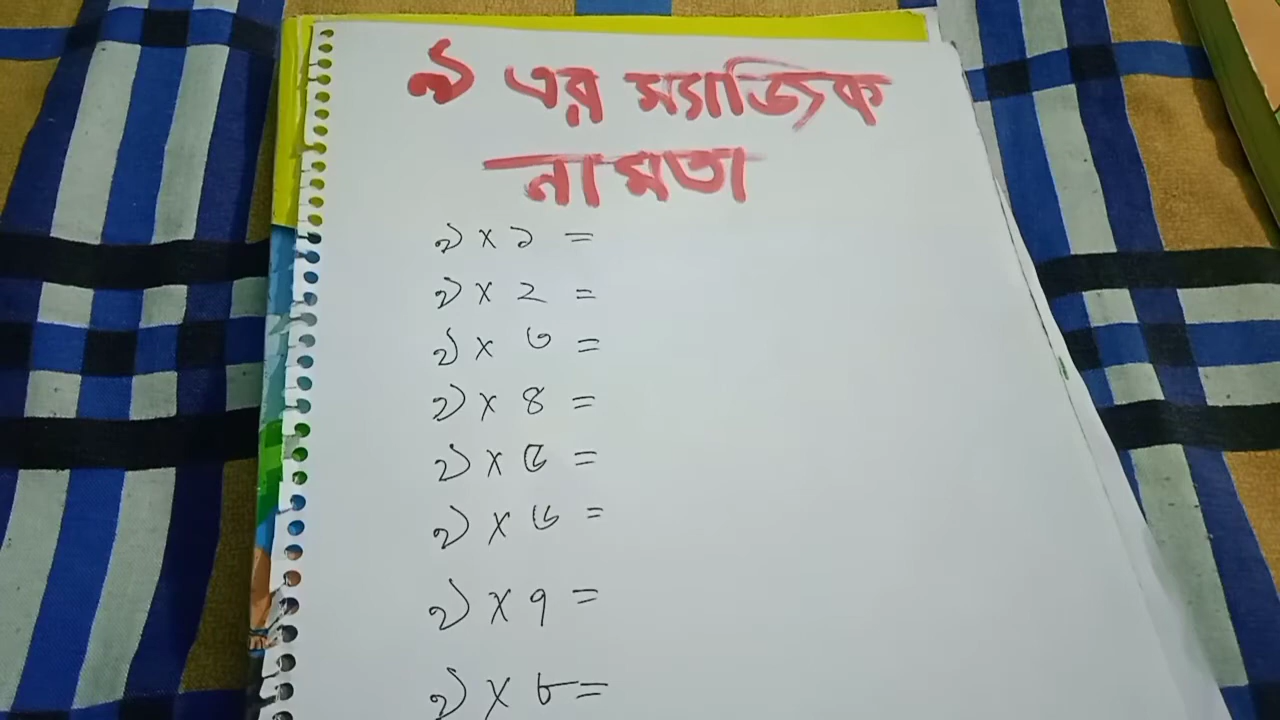 ৯ এর ম্যাজিক
নামতা
৯ × ১ =
৯ × ২ =
৯ × ৩ =
৯ × ৪ =
৯ × ৫ =
৯ × ৬ =
৯ × ৭ =
৯ × ৮ =